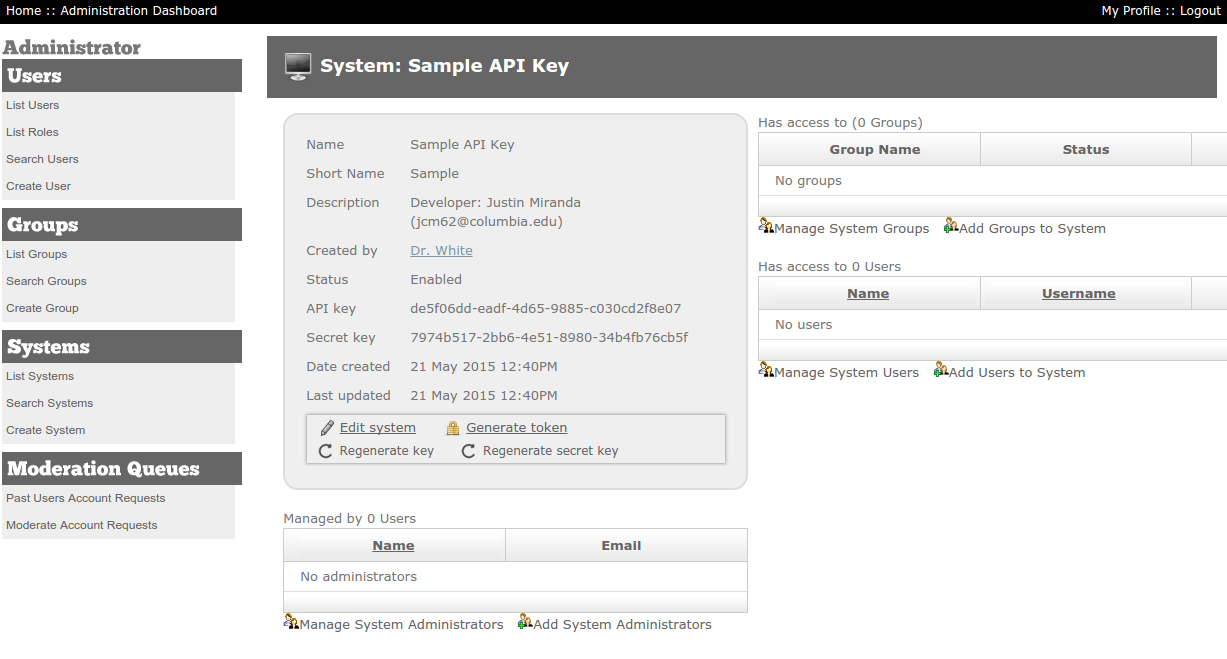 Home :: Administration Dashboard
My Profile :: Logout
Administrator
Users
List Users
List Roles
Search Users
Create User
Groups
List Groups
Search Groups
Create Group
Systems
List Systems
Search Systems
Create System
Moderation Queues
Past Users Account Requests
Moderate Account Requests
System: Sample API Key
Name Sample API Key
Short Name Sample
Description Developer: Justin Miranda
(jcm62@columbia.edu)
Created by Dr. White
Status Enabled
API key de5f06dd-eadf-4d65-9885-c030cd2f8e07
Secret key 7974b517-2bb6-4e51-8980-34b4fb76cb5f
Date created 21 May 2015 12:40PM
Last updated 21 May 2015 12:40PM
Edit system Generate token
Regenerate key Regenerate secret key
Managed by 0 Users
Name Email
No administrators
Manage System Administrators Add System Administrators
Has access to (0 Groups)
Group Name Status
No groups
Manage System Groups Add Groups to System
Has access to 0 Users
Name Username
No users
Manage System Users Add Users to System